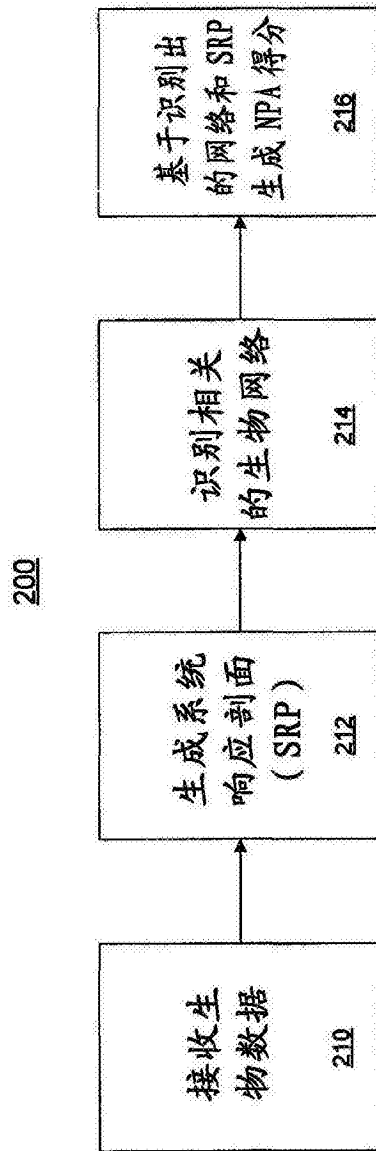 200
接收生
物数据
210
生成系统
响应剖面
(SRP)
212
识别相关
的生物网络
214
基于识别出
的网络和SRP
生成NPA得分
216